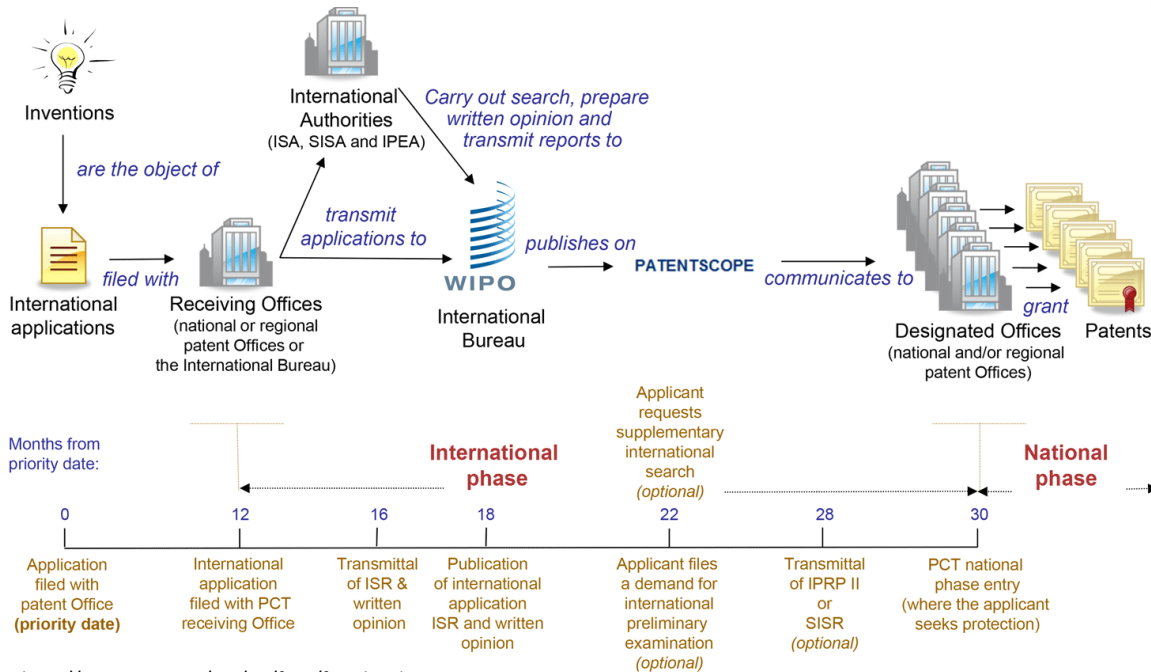 Inventions
are the object of
International
applications
filed with
Receiving Offices
(national or regional
patent Offices or
the International Bureau)
International
Authorities
(ISA, SISA and IPEA)
Carry out search, prepare
written opinion and
transmit reports to
transmit
applications to
WIPO
International
Bureau
publishes on
PATENTSCOPE
communicates to
Designated Offices
(national and/or regional
patent Offices)
grant
Patents
Months from
priority date:
International
phase
Applicant
requests
supplementary
international
search
(optional)
National
phase
0
12
16
18
22
28
30
Application
filed with
patent Office
(priority date)
International
application
filed with PCT
receiving Office
Transmittal
of ISR &
written
opinion
Publication
of international
application
ISR and written
opinion
Applicant files
a demand for
international
preliminary
examination
(optional)
Transmittal
of IPRP II
or
SISR
(optional)
PCT national
phase entry
(where the applicant
seeks protection)